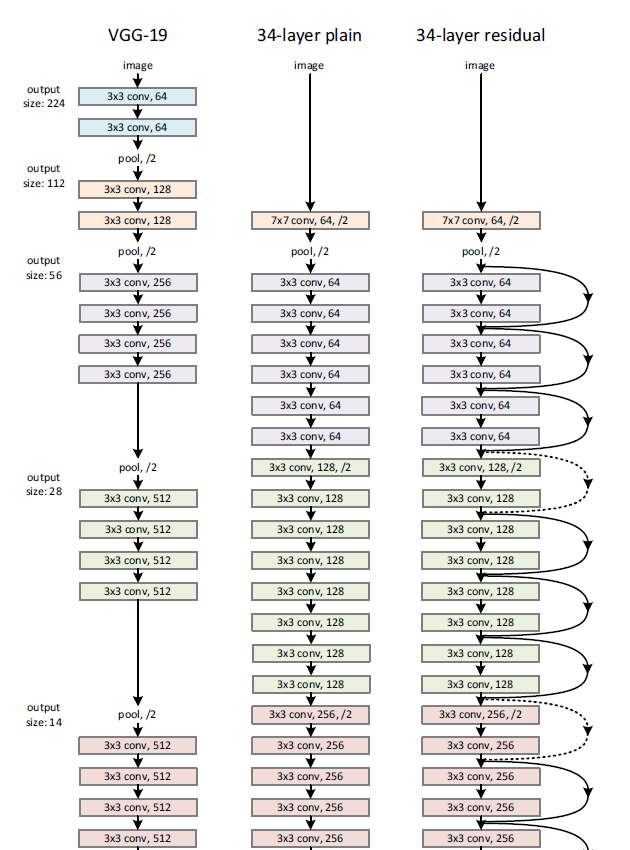 VGG-19
34-layer plain
34-layer residual
image
image
image
output
size: 224
3x3 conv, 64
3x3 conv, 64
pool, /2
output
size: 112
3x3 conv, 128
3x3 conv, 128
7x7 conv, 64, /2
7x7 conv, 64, /2
pool, /2
pool, /2
pool, /2
output
size: 56
3x3 conv, 256
3x3 conv, 64
3x3 conv, 64
3x3 conv, 256
3x3 conv, 64
3x3 conv, 64
3x3 conv, 256
3x3 conv, 64
3x3 conv, 64
3x3 conv, 256
3x3 conv, 64
3x3 conv, 64
3x3 conv, 64
3x3 conv, 64
3x3 conv, 64
3x3 conv, 64
output
size: 28
pool, /2
3x3 conv, 128, /2
3x3 conv, 128, /2
3x3 conv, 512
3x3 conv, 128
3x3 conv, 128
3x3 conv, 512
3x3 conv, 128
3x3 conv, 128
3x3 conv, 512
3x3 conv, 128
3x3 conv, 128
3x3 conv, 512
3x3 conv, 128
3x3 conv, 128
3x3 conv, 128
3x3 conv, 128
3x3 conv, 128
3x3 conv, 128
3x3 conv, 128
3x3 conv, 128
output
size: 14
pool, /2
3x3 conv, 256, /2
3x3 conv, 256, /2
3x3 conv, 512
3x3 conv, 256
3x3 conv, 256
3x3 conv, 512
3x3 conv, 256
3x3 conv, 256
3x3 conv, 512
3x3 conv, 256
3x3 conv, 256
3x3 conv, 512
3x3 conv, 256
3x3 conv, 256